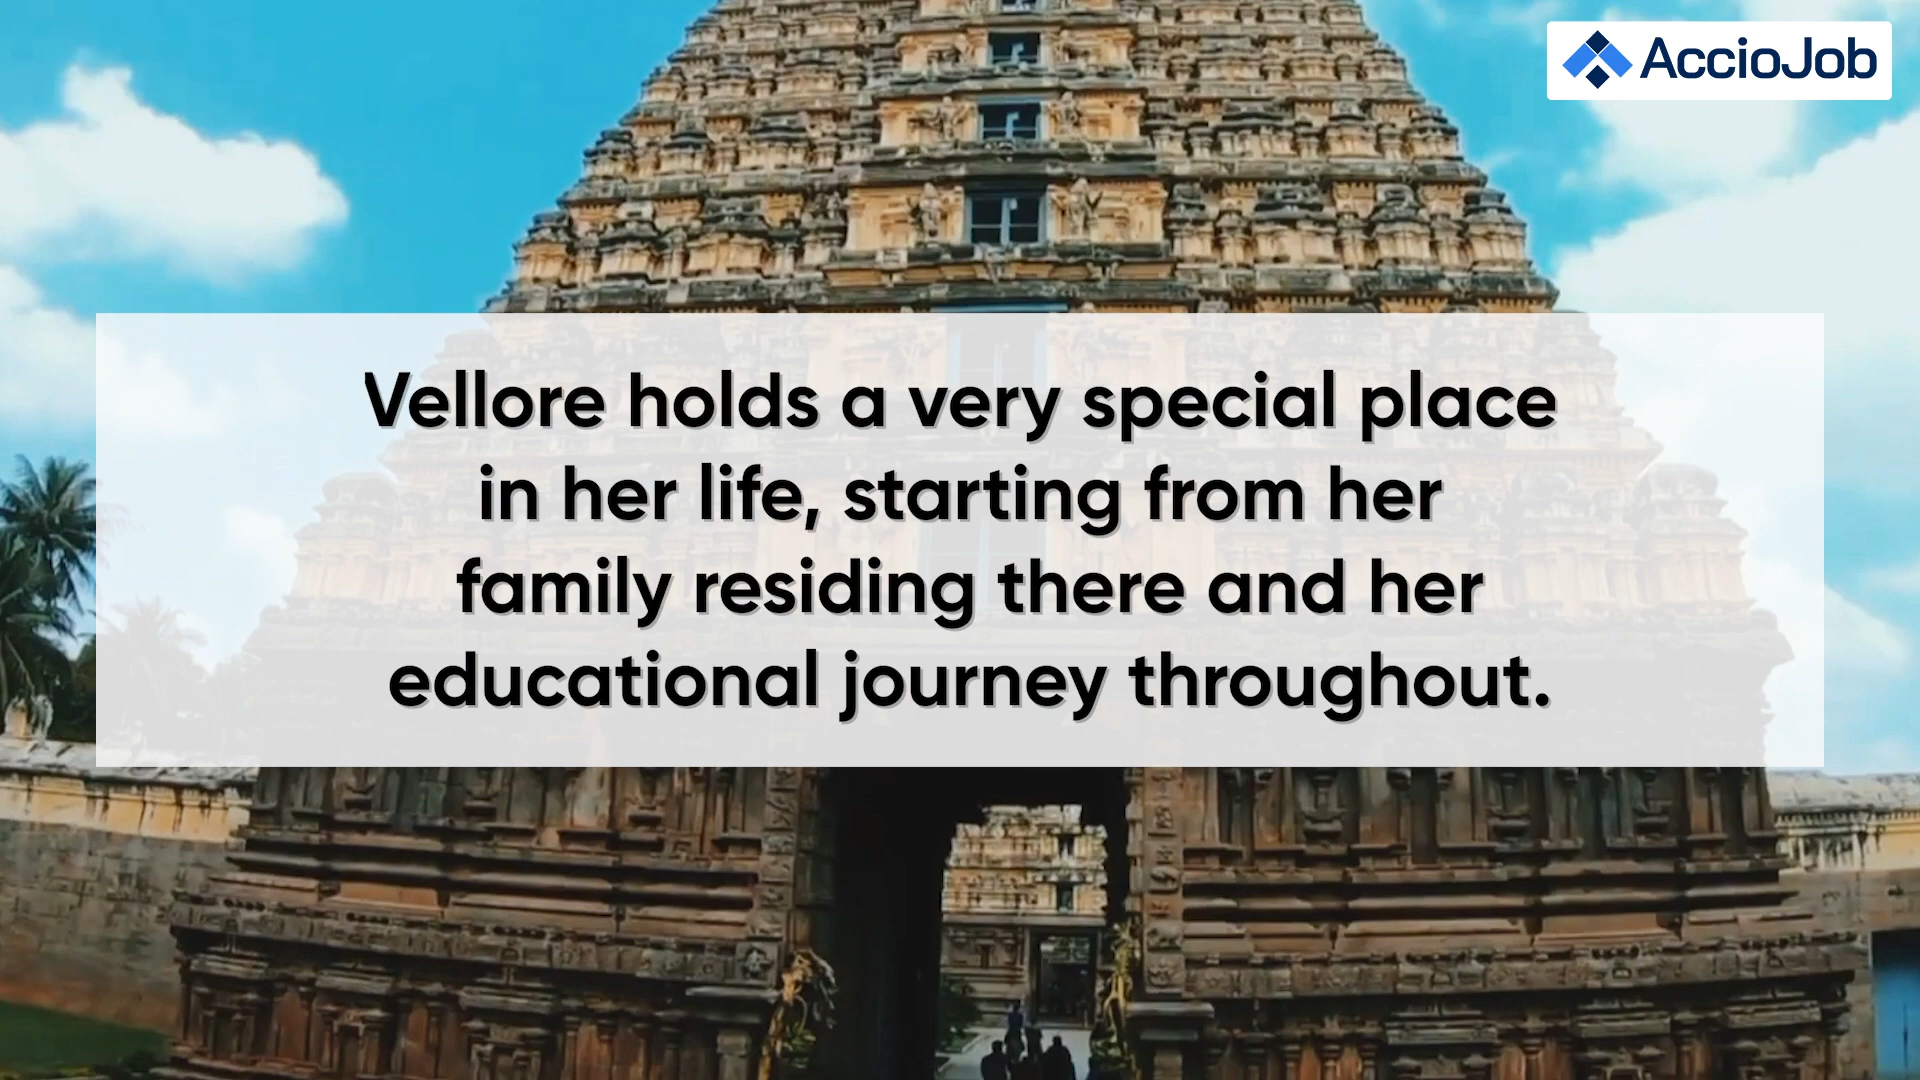 AccioJob
Vellore holds a very special place
in her life, starting from her
family residing there and her
educational journey throughout.